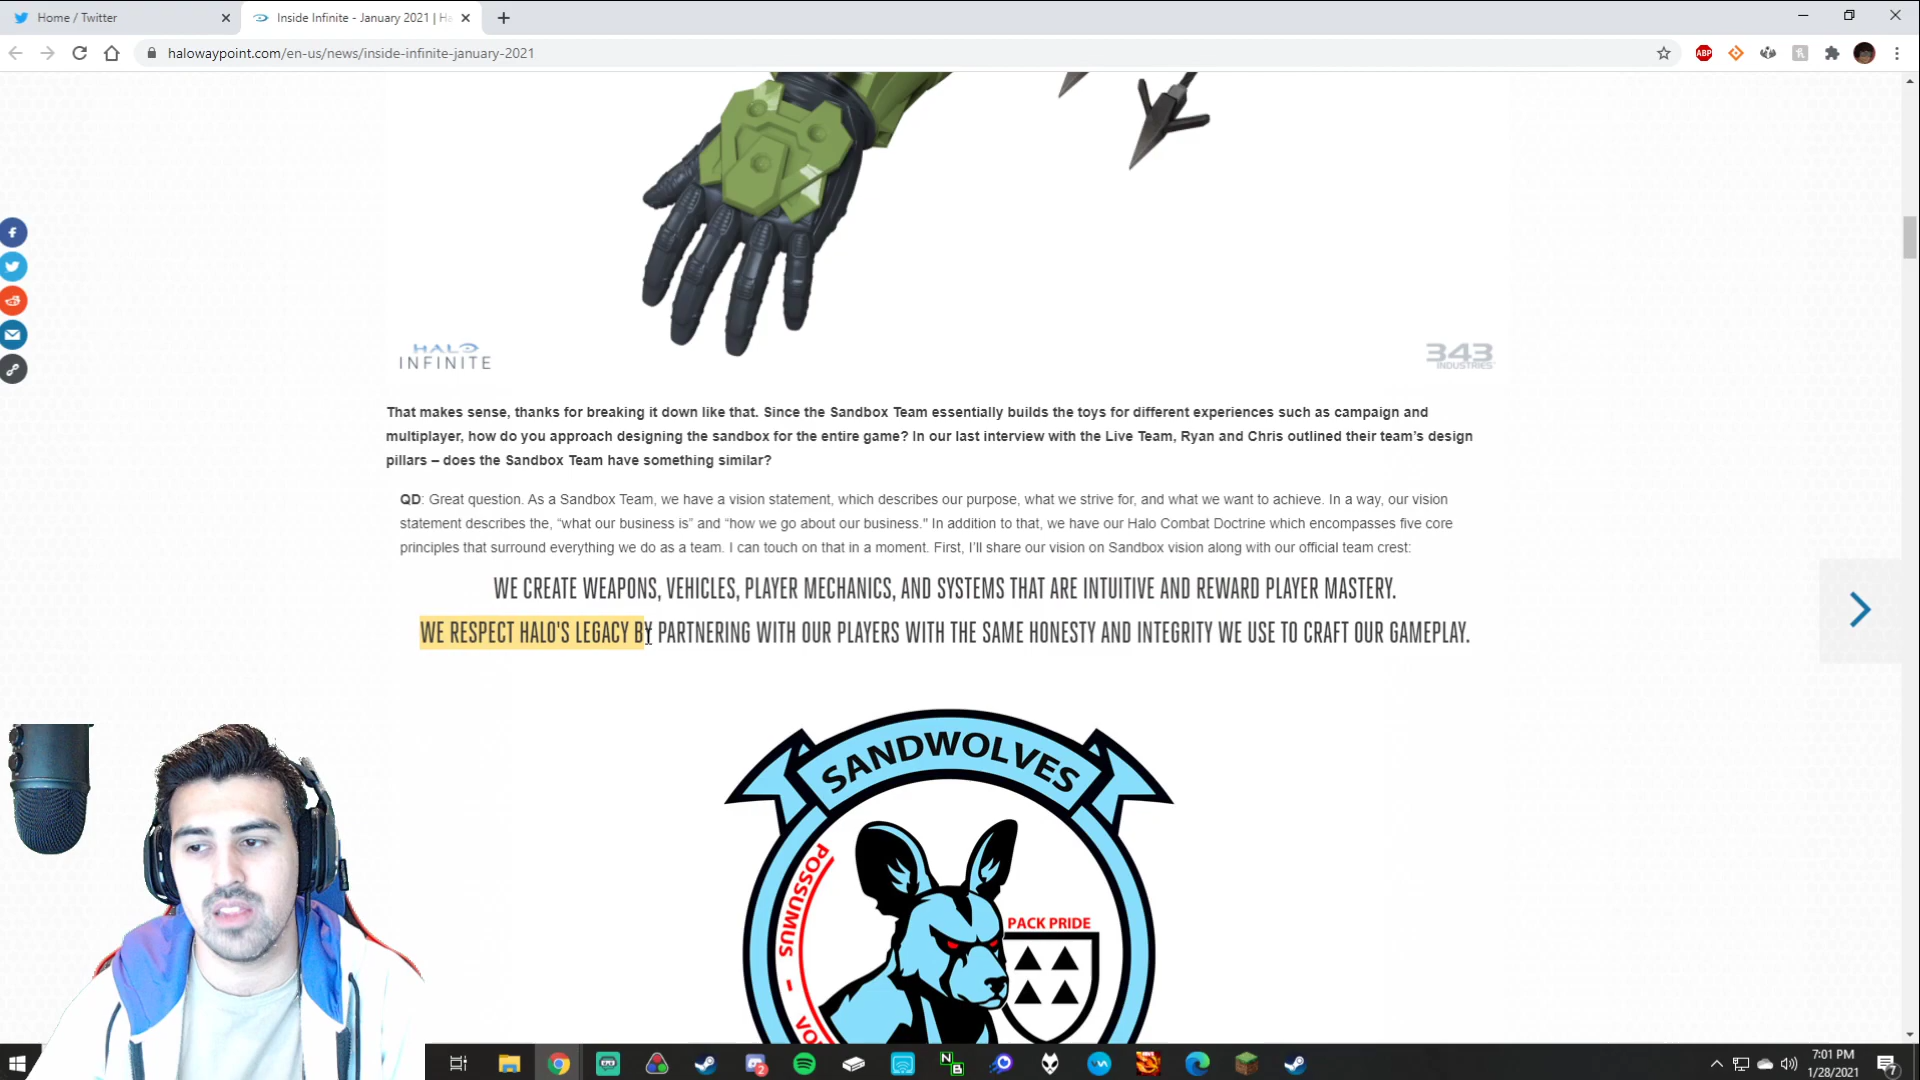 Home / Twitter
Inside Infinite - January 2021 | Ha
halowaypoint.com/en-us/news/inside-infinite-january-2021
ABP
HALO
INFINITE
343
INDUSTRIES
That makes sense, thanks for breaking it down like that. Since the Sandbox Team essentially builds the toys for different experiences such as campaign and
multiplayer, how do you approach designing the sandbox for the entire game? In our last interview with the Live Team, Ryan and Chris outlined their team's design
pillars – does the Sandbox Team have something similar?
QD: Great question. As a Sandbox Team, we have a vision statement, which describes our purpose, what we strive for, and what we want to achieve. In a way, our vision
statement describes the, “what our business is” and “how we go about our business." In addition to that, we have our Halo Combat Doctrine which encompasses five core
principles that surround everything we do as a team. I can touch on that in a moment. First, I’ll share our vision on Sandbox vision along with our official team crest:
WE CREATE WEAPONS, VEHICLES, PLAYER MECHANICS, AND SYSTEMS THAT ARE INTUITIVE AND REWARD PLAYER MASTERY.
WE RESPECT HALO'S LEGACY BY PARTNERING WITH OUR PLAYERS WITH THE SAME HONESTY AND INTEGRITY WE USE TO CRAFT OUR GAMEPLAY.
SANDWOLVES
POSSUMUS -
PACK PRIDE
N
B
2
7:01 PM
1/28/2021
7